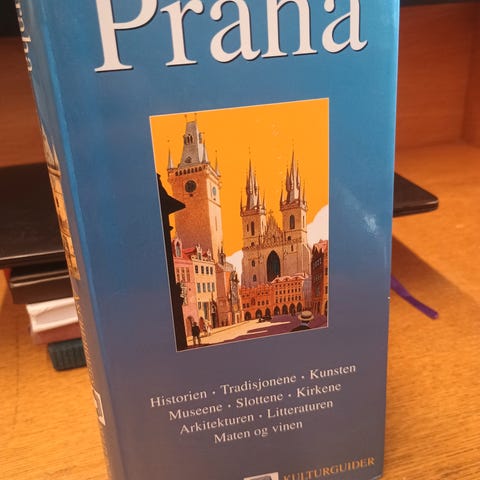 Praha
Historien · Tradisjonene · Kunsten
Museene · Slottene · Kirkene
Arkitekturen · Litteraturen
Maten og vinen
KULTURGUIDER